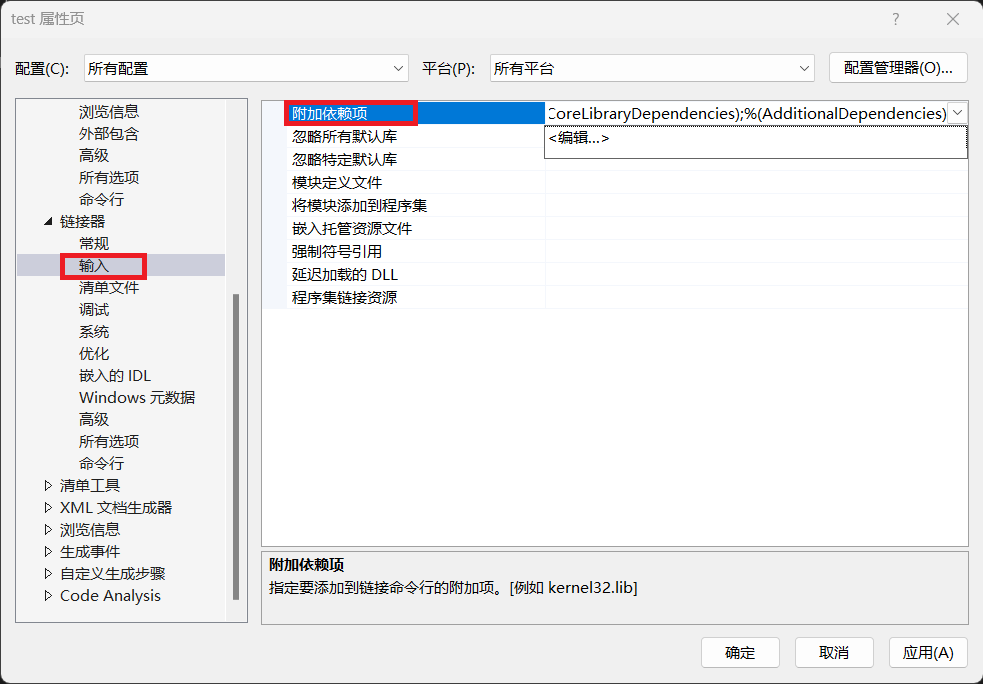 test 属性页
配置(C): 所有配置 平台(P): 所有平台 配置管理器(O)...
浏览信息
外部包含
高级
所有选项
命令行
链接器
常规
输入
清单文件
调试
系统
优化
嵌入的 IDL
Windows 元数据
高级
所有选项
命令行
清单工具
XML 文档生成器
浏览信息
生成事件
自定义生成步骤
Code Analysis
附加依赖项 CoreLibraryDependencies);%(AdditionalDependencies)
<编辑...>
忽略所有默认库
忽略特定默认库
模块定义文件
将模块添加到程序集
嵌入托管资源文件
强制符号引用
延迟加载的 DLL
程序集链接资源
附加依赖项
指定要添加到链接命令行的附加项。[例如 kernel32.lib]
确定 取消 应用(A)